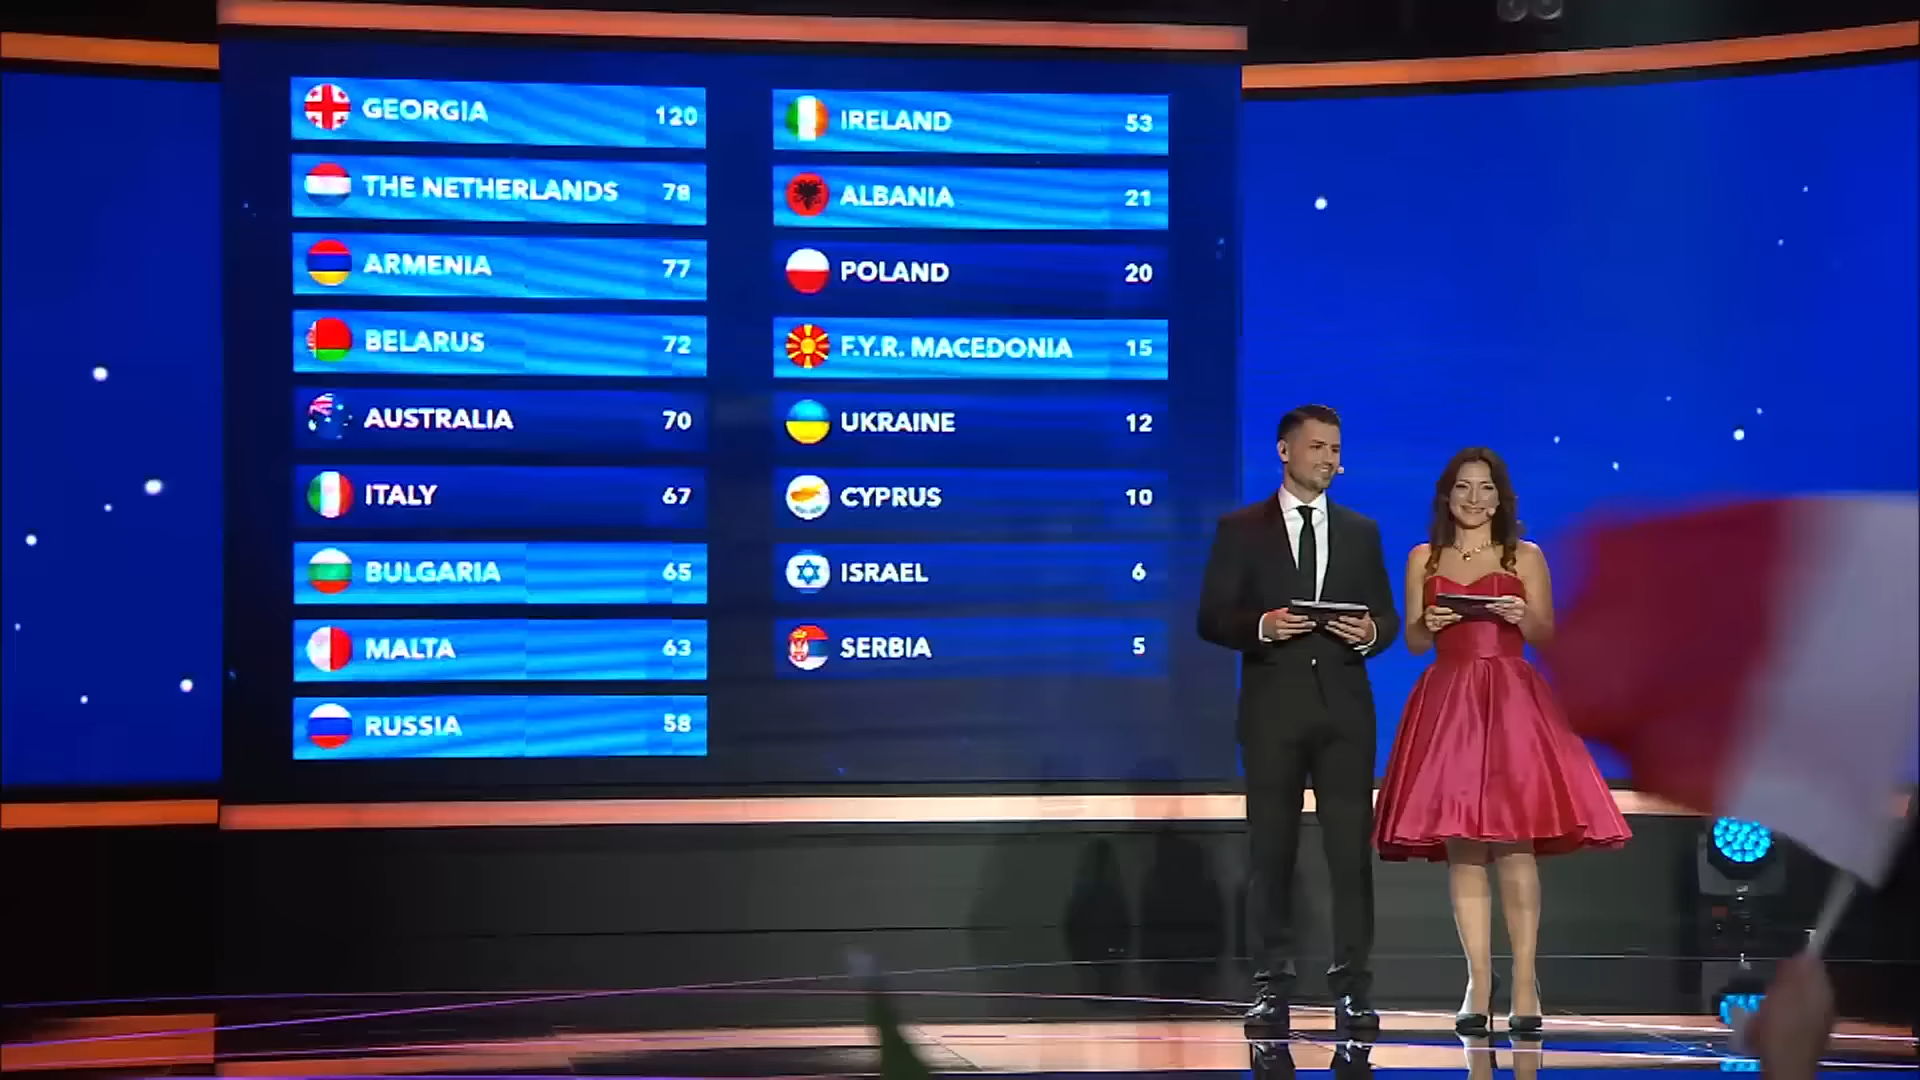 GEORGIA 120
THE NETHERLANDS 78
ARMENIA 77
BELARUS 72
AUSTRALIA 70
ITALY 67
BULGARIA 65
MALTA 63
RUSSIA 58
IRELAND 53
ALBANIA 21
POLAND 20
F.Y.R. MACEDONIA 15
UKRAINE 12
CYPRUS 10
ISRAEL 6
SERBIA 5